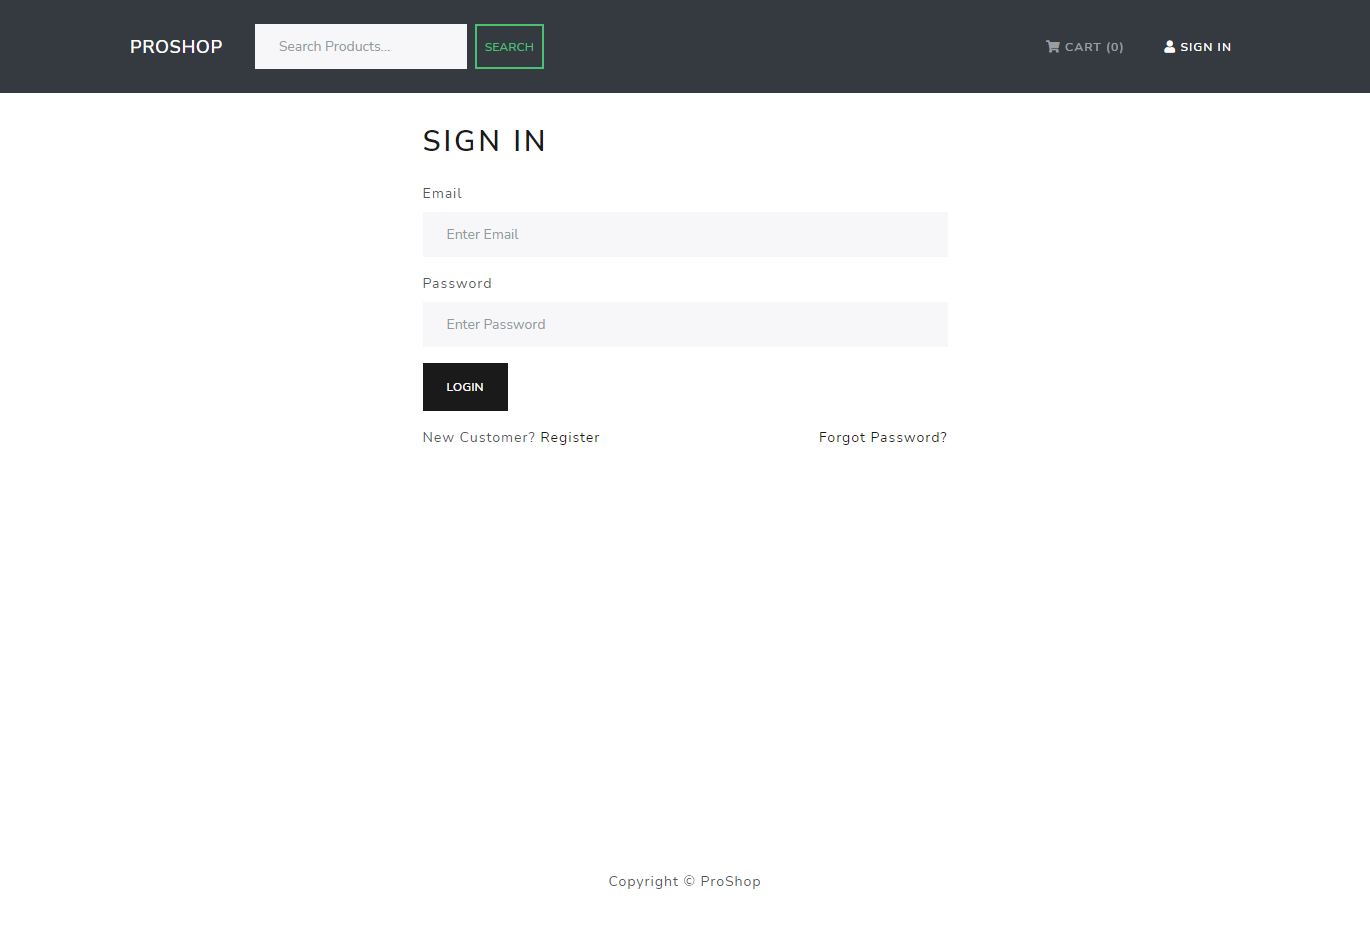 PROSHOP
Search Products...
SEARCH
CART (0)
SIGN IN
SIGN IN
Email
Enter Email
Password
Enter Password
LOGIN
New Customer? Register
Forgot Password?
Copyright © ProShop